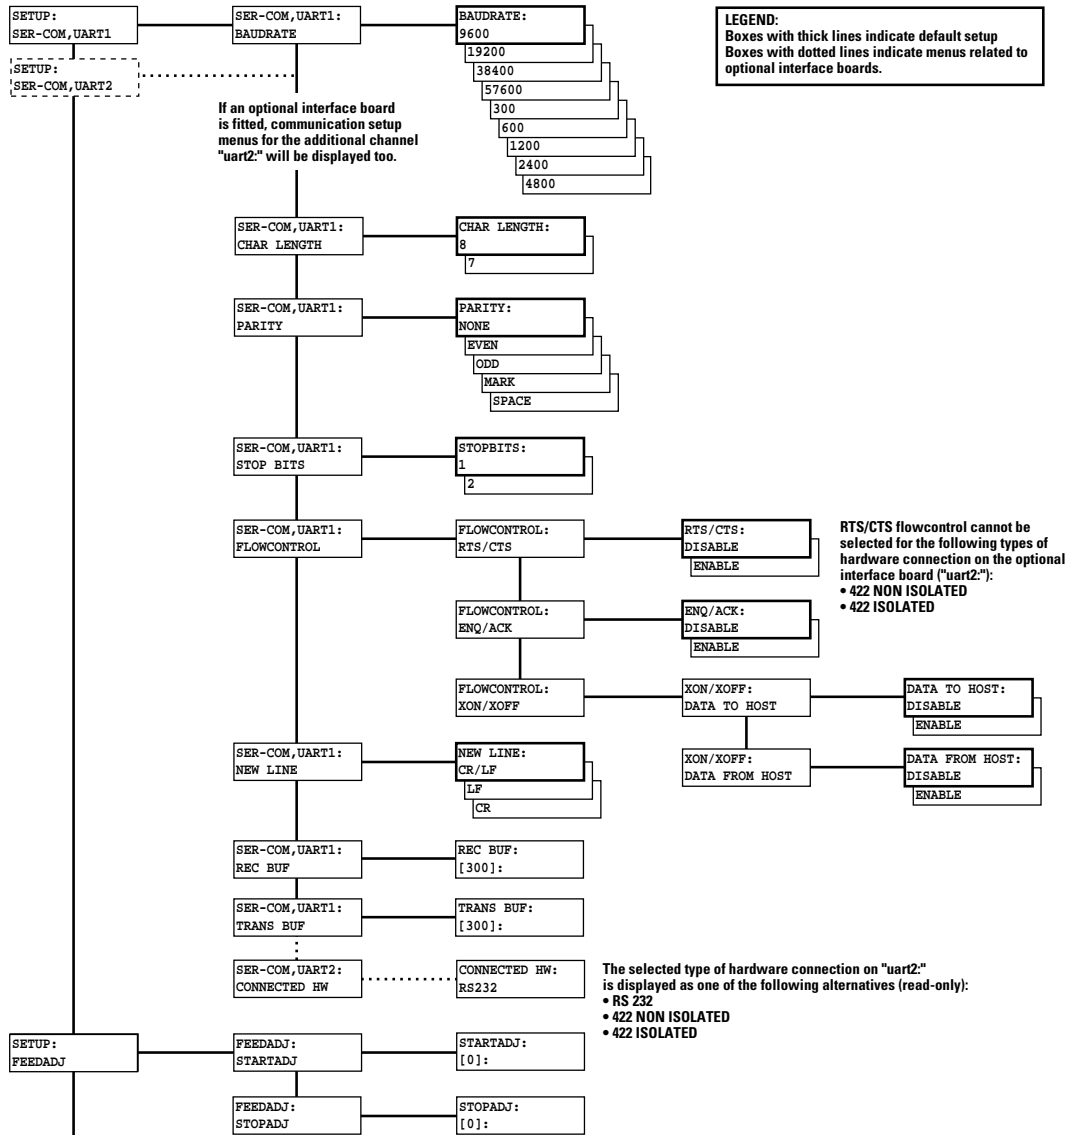 SETUP:
SER-COM,UART1
SER-COM,UART1:
BAUDRATE
BAUDRATE:
9600
19200
38400
57600
300
600
1200
2400
4800
LEGEND:
Boxes with thick lines indicate default setup
Boxes with dotted lines indicate menus related to
optional interface boards.
SETUP:
SER-COM,UART2
If an optional interface board
is fitted, communication setup
menus for the additional channel
"uart2:" will be displayed too.
SER-COM,UART1:
CHAR LENGTH
CHAR LENGTH:
8
7
SER-COM,UART1:
PARITY
PARITY:
NONE
EVEN
ODD
MARK
SPACE
SER-COM,UART1:
STOP BITS
STOPBITS:
1
2
SER-COM,UART1:
FLOWCONTROL
FLOWCONTROL:
RTS/CTS
RTS/CTS:
DISABLE
ENABLE
RTS/CTS flowcontrol cannot be
selected for the following types of
hardware connection on the optional
interface board ("uart2:"):
• 422 NON ISOLATED
• 422 ISOLATED
FLOWCONTROL:
ENQ/ACK
ENQ/ACK:
DISABLE
ENABLE
FLOWCONTROL:
XON/XOFF
XON/XOFF:
DATA TO HOST
DATA TO HOST:
DISABLE
ENABLE
XON/XOFF:
DATA FROM HOST
DATA FROM HOST:
DISABLE
ENABLE
SER-COM,UART1:
NEW LINE
NEW LINE:
CR/LF
LF
CR
SER-COM,UART1:
REC BUF
REC BUF:
[300]:
SER-COM,UART1:
TRANS BUF
TRANS BUF:
[300]:
SER-COM,UART2:
CONNECTED HW
CONNECTED HW:
RS232
The selected type of hardware connection on "uart2:"
is displayed as one of the following alternatives (read-only):
• RS 232
• 422 NON ISOLATED
• 422 ISOLATED
SETUP:
FEEDADJ
FEEDADJ:
STARTADJ
STARTADJ:
[0]:
FEEDADJ:
STOPADJ
STOPADJ:
[0]: